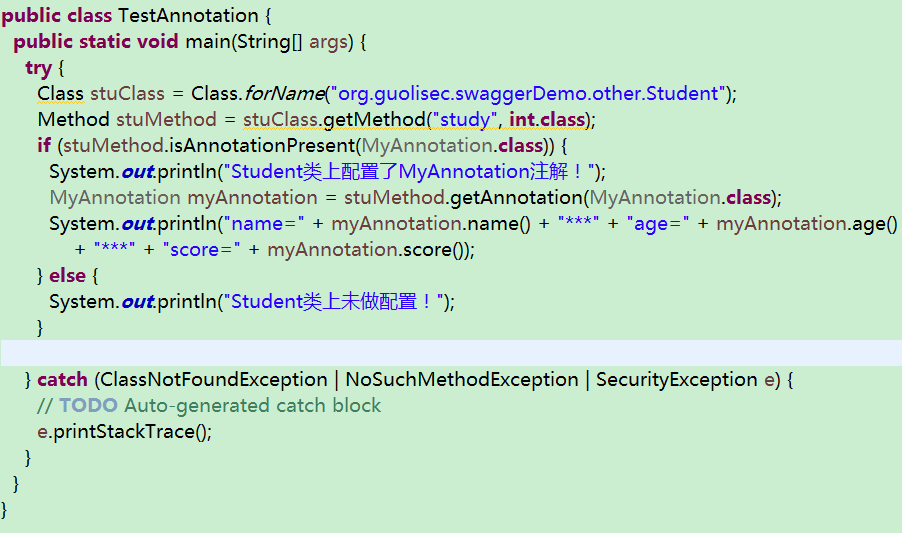 public class TestAnnotation {
public static void main(String[] args) {
try {
Class stuClass = Class.forName("org.guolisec.swaggerDemo.other.Student");
Method stuMethod = stuClass.getMethod("study", int.class);
if (stuMethod.isAnnotationPresent(MyAnnotation.class)) {
System.out.println("Student类上配置了MyAnnotation注解！");
MyAnnotation myAnnotation = stuMethod.getAnnotation(MyAnnotation.class);
System.out.println("name=" + myAnnotation.name() + "***" + "age=" + myAnnotation.age()
+ "***" + "score=" + myAnnotation.score());
} else {
System.out.println("Student类上未做配置！");
}
} catch (ClassNotFoundException | NoSuchMethodException | SecurityException e) {
// TODO Auto-generated catch block
e.printStackTrace();
}
}
}